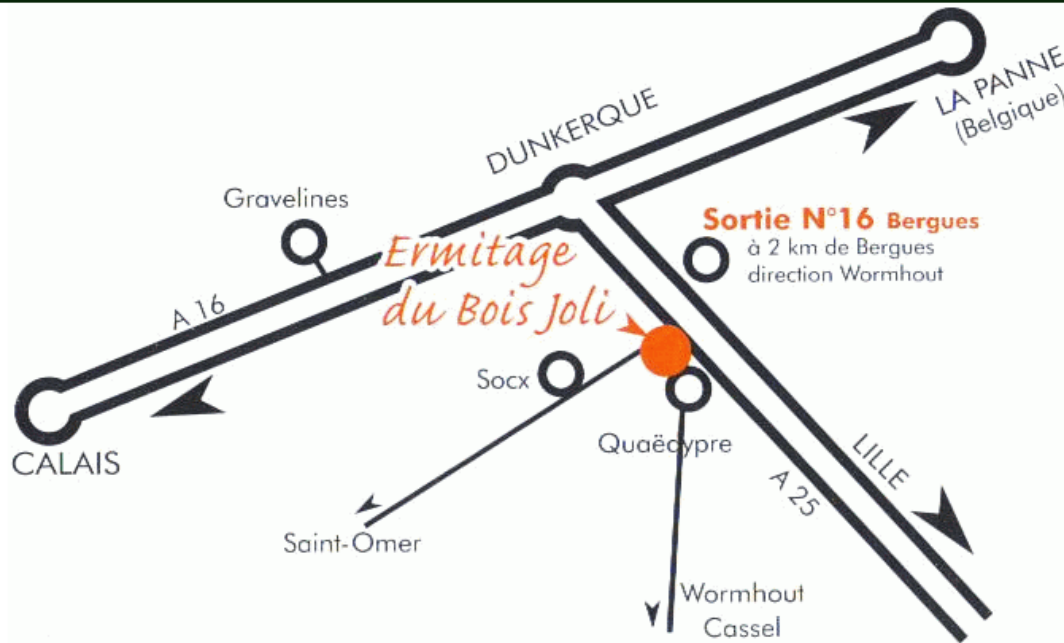 DUNKERQUE
LA PANNE
(Belgique)
Gravelines
Sortie N°16 Bergues
à 2 km de Bergues
direction Wormhout
Ermitage
du Bois Joli
A 16
Socx
Quaëdypre
CALAIS
LILLE
A 25
Saint-Omer
Wormhout
Cassel